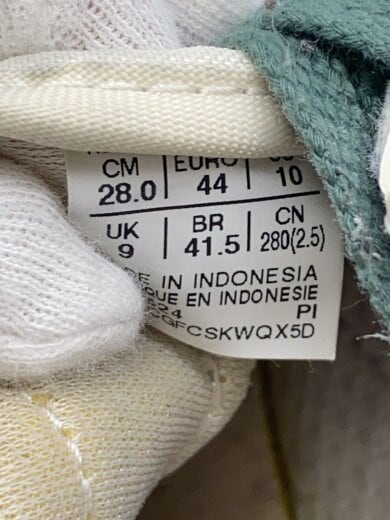 CM | EURO |
28.0 | 44 | 10
UK | BR | CN
9 | 41.5 | 280(2.5)
IN INDONESIA
EN INDONESIE
PI
GFCSKWQX5D